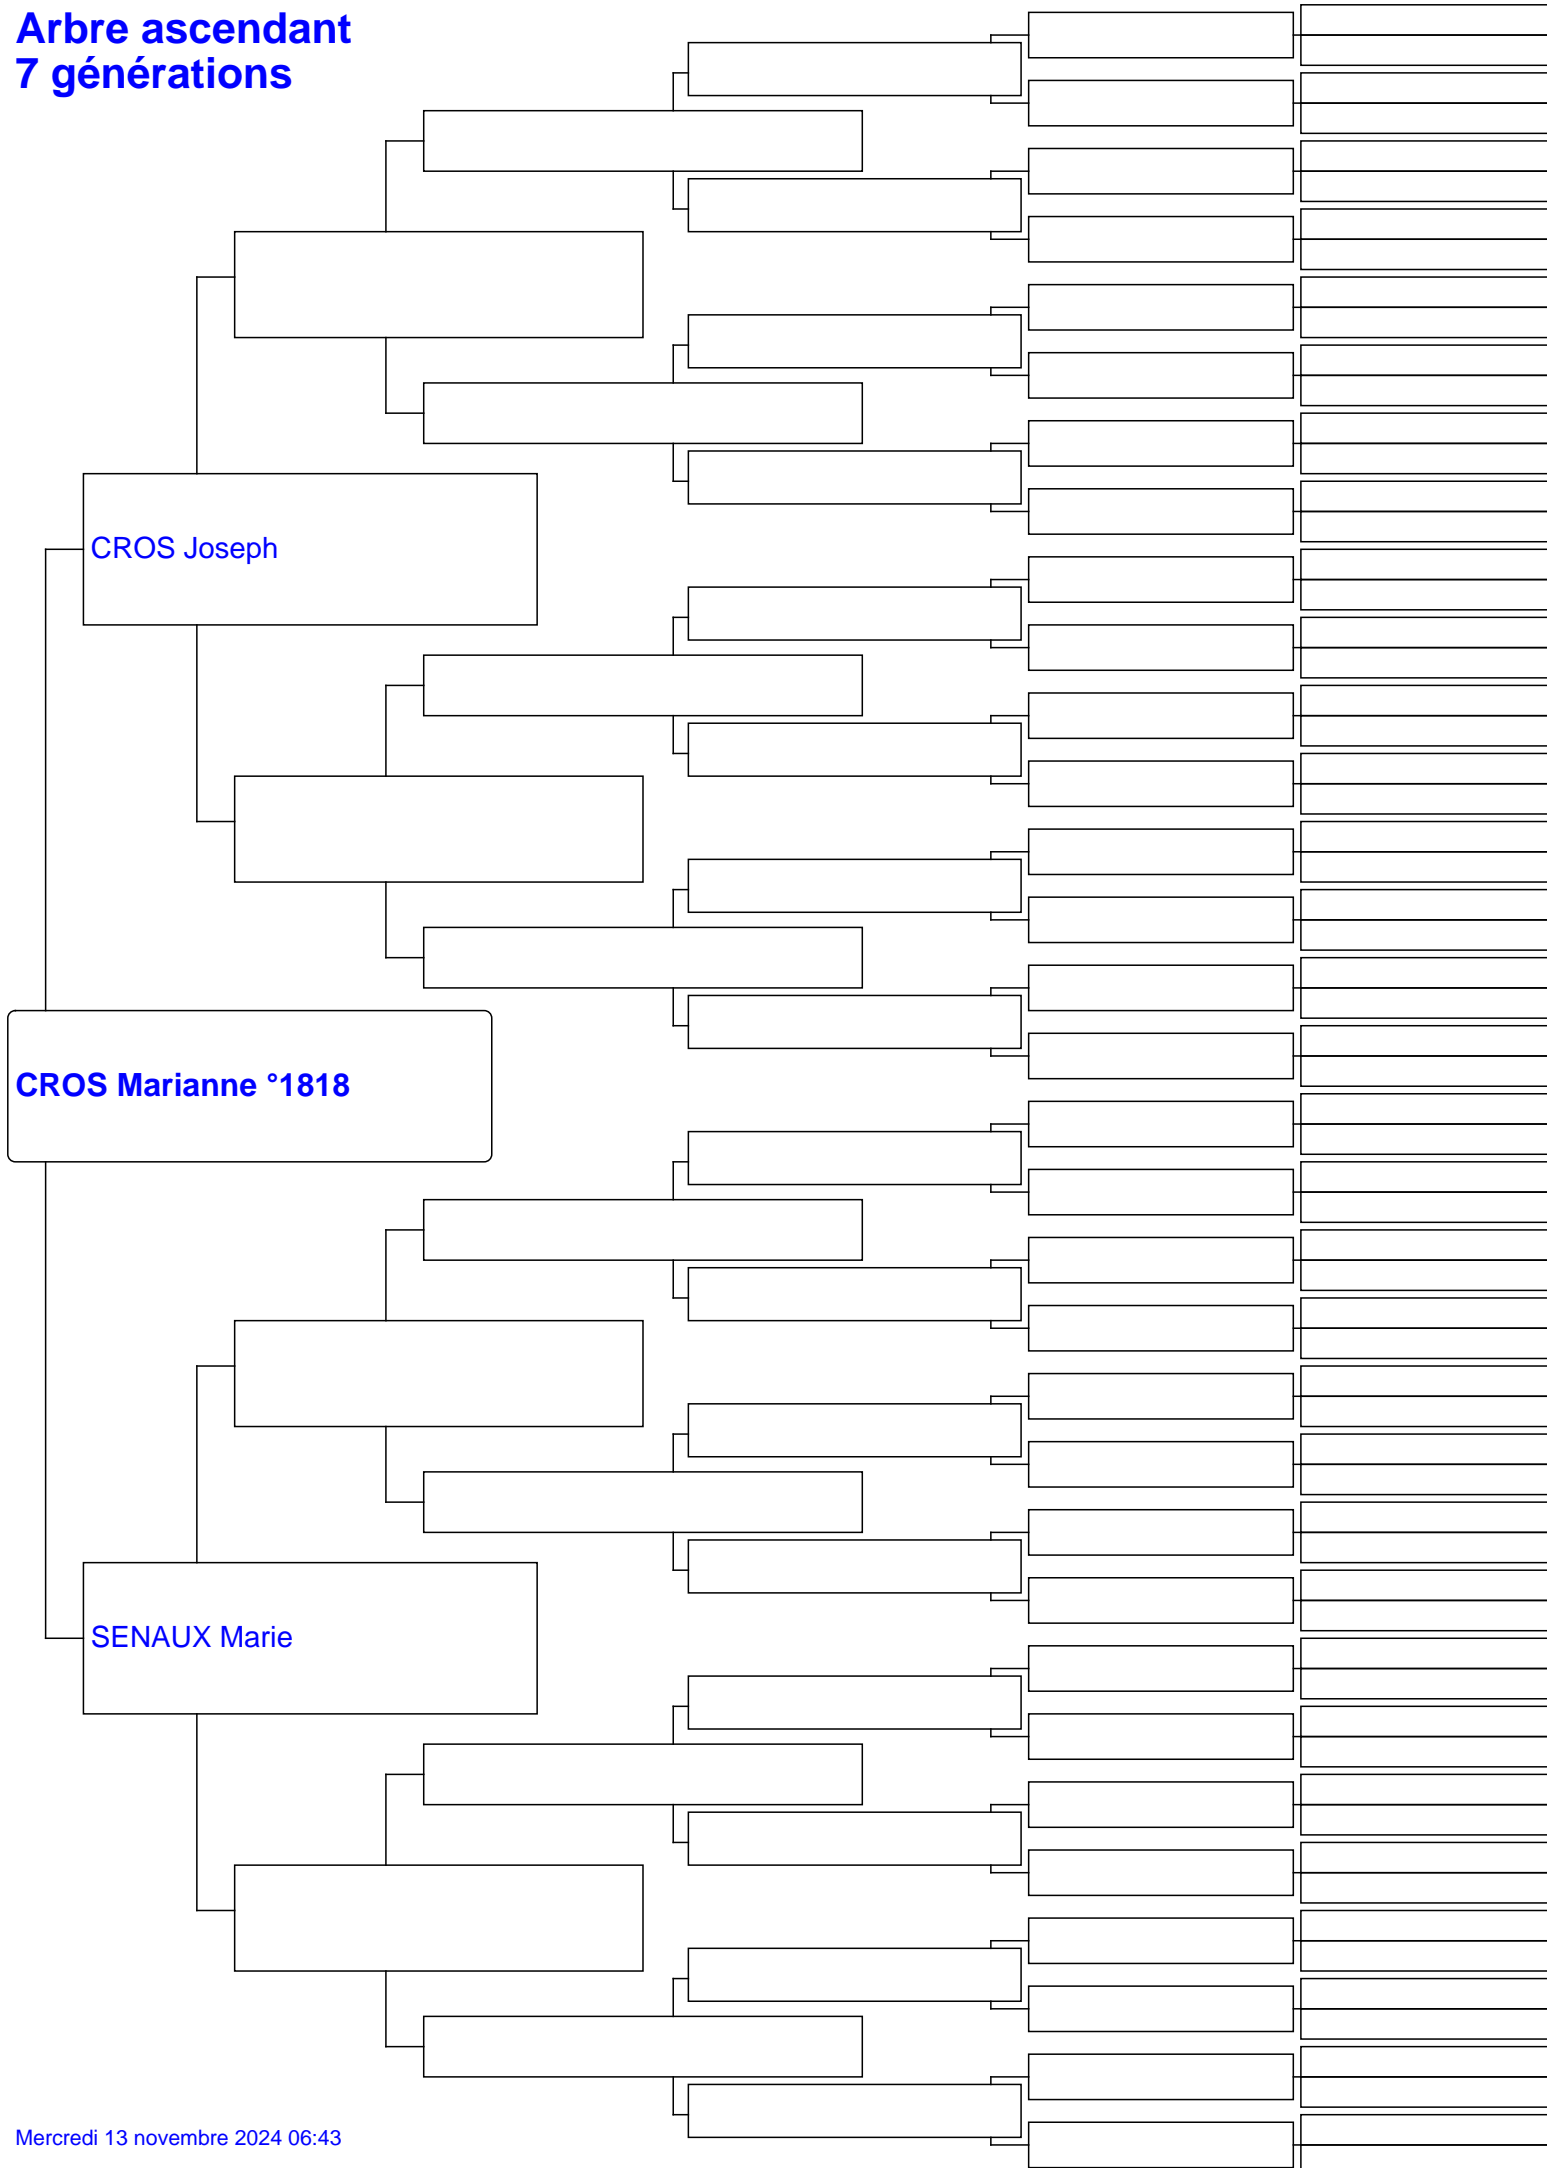 Arbre ascendant
7 générations
CROS Joseph
CROS Marianne °1818
SENAUX Marie
Mercredi 13 novembre 2024 06:43